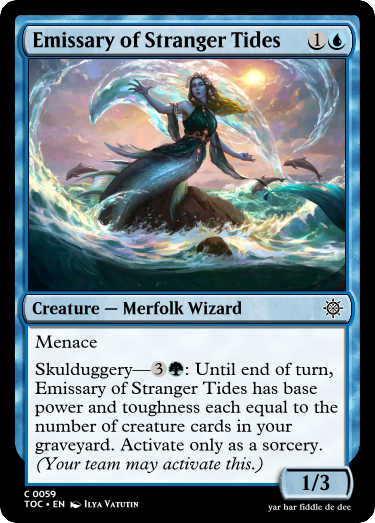 Emissary of Stranger Tides 1
Creature — Merfolk Wizard
Menace
Skulduggery—3: Until end of turn,
Emissary of Stranger Tides has base
power and toughness each equal to the
number of creature cards in your
graveyard. Activate only as a sorcery.
(Your team may activate this.)
1/3
C 0059
TOC • EN Ilya Vatutin
yar har fiddle de dee